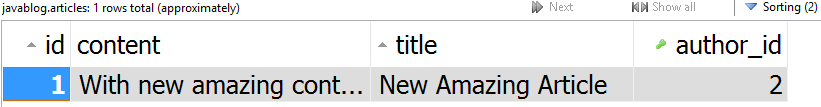 javablog.articles: 1 rows total (approximately) Next Show all Sorting (2)
id content title author_id
1 With new amazing cont... New Amazing Article 2